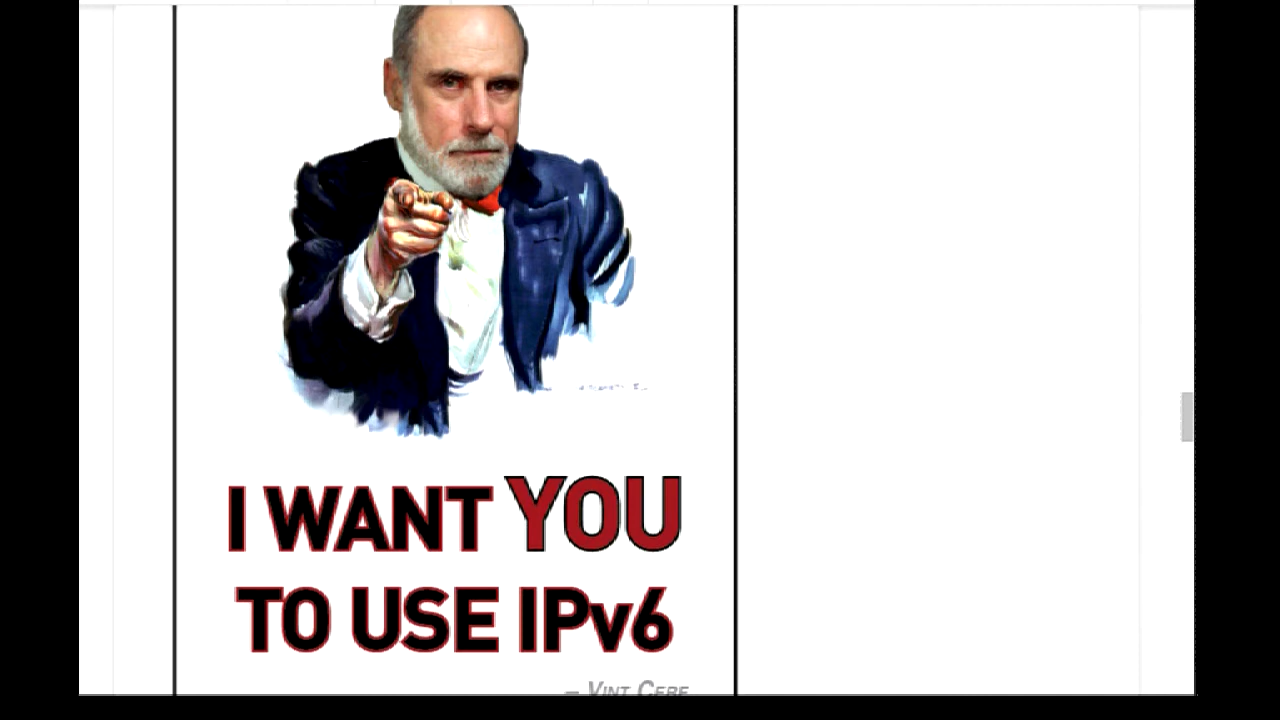 I WANT YOU
TO USE IPv6
– VINT CERF